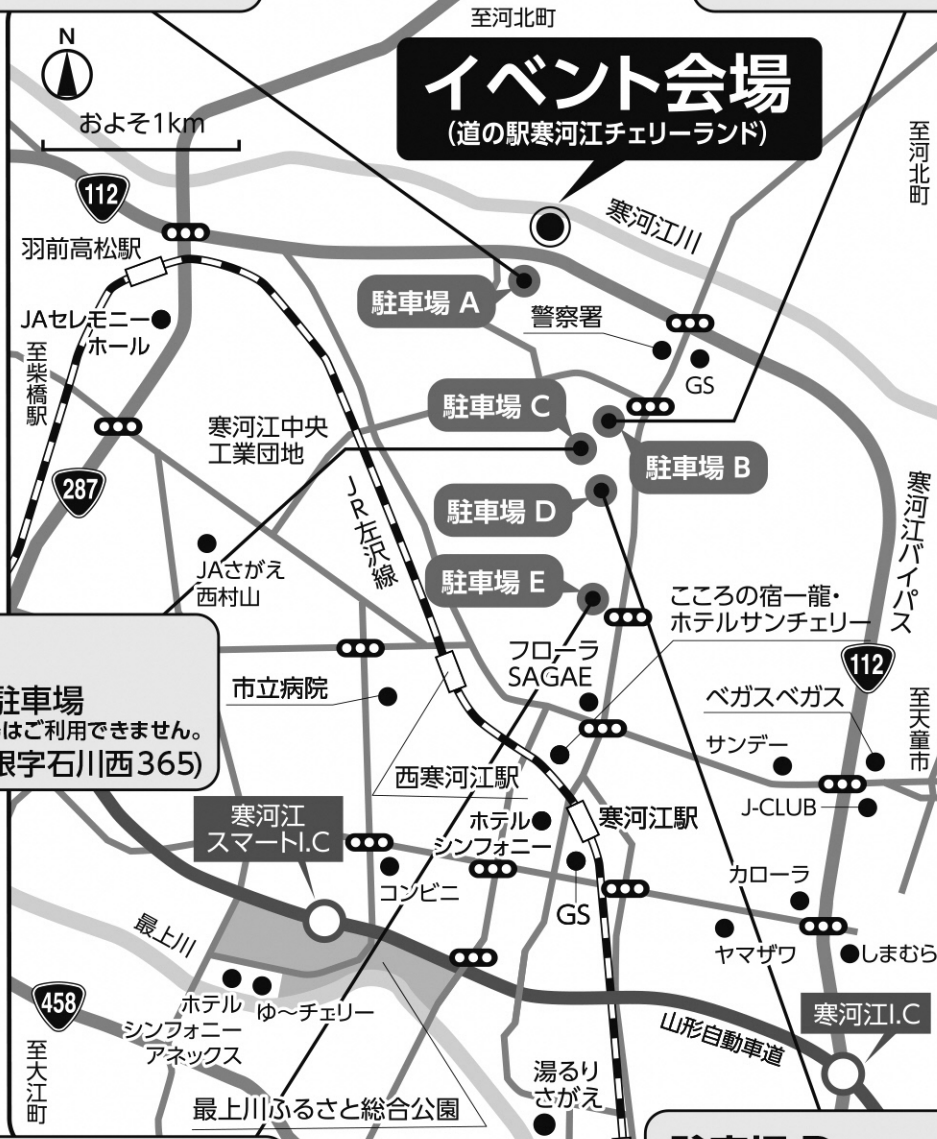 至河北町
N
およそ1km
イベント会場
(道の駅寒河江チェリーランド)
至河北町
112
寒河江川
羽前高松駅
駐車場 A
警察署
JAセレモニー
ホール
GS
至柴橋駅
駐車場 C
寒河江中央
工業団地
駐車場 B
287
JR左沢線
駐車場 D
寒河江バイパス
JAさがえ
西村山
駐車場 E
こころの宿一龍・
ホテルサンチェリー
フローラ
SAGAE
112
駐車場
はご利用できません。
字石川西365)
市立病院
ベガスベガス
至天童市
サンデー
西寒河江駅
J-CLUB
寒河江
スマートI.C
ホテル
シンフォニー
寒河江駅
コンビニ
カローラ
GS
最上川
ヤマザワ
しまむら
458
ホテル
シンフォニー
アネックス
ゆ〜チェリー
寒河江I.C
山形自動車道
至大江町
湯るり
さがえ
最上川ふるさと総合公園